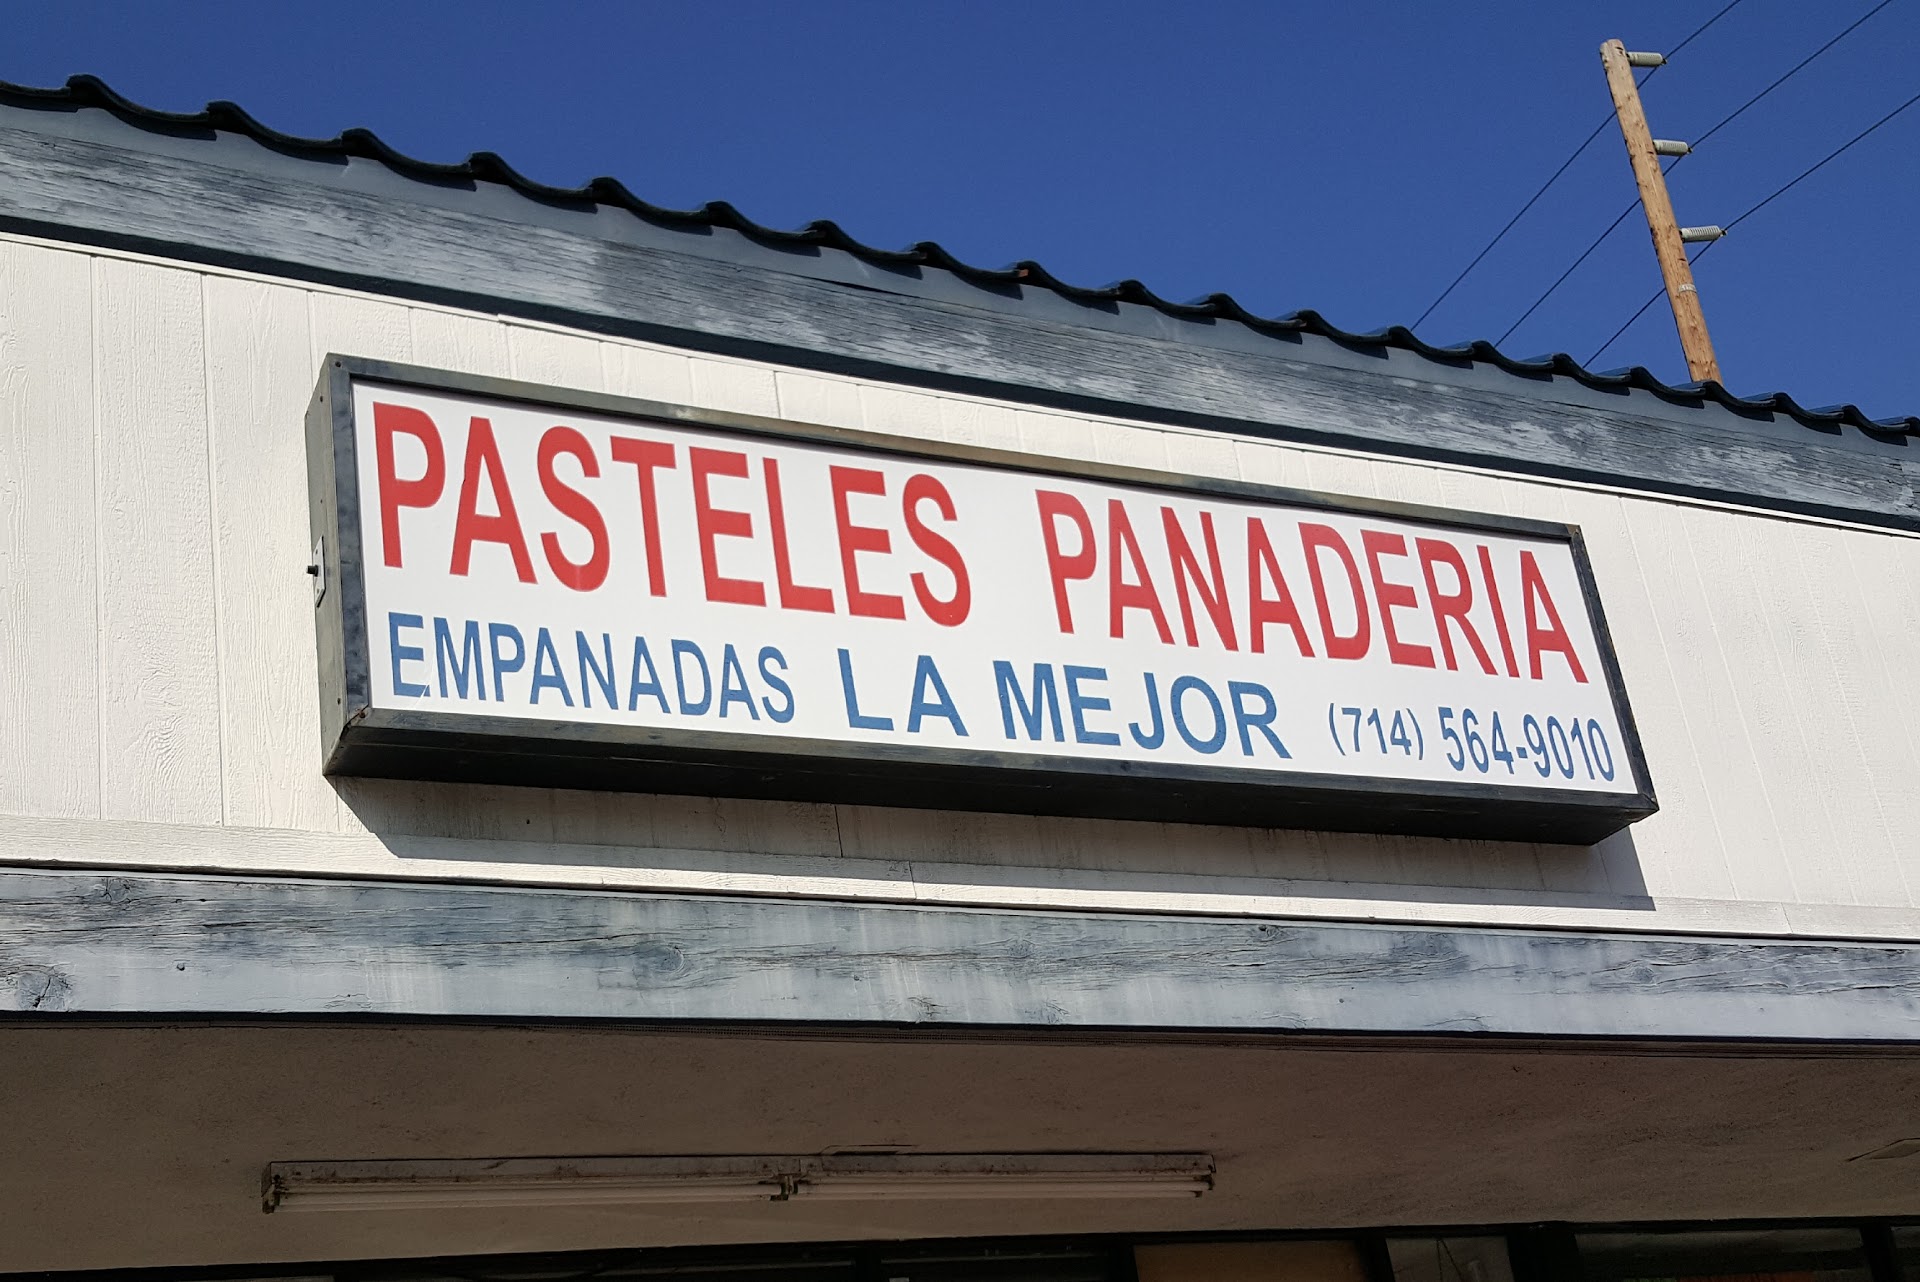 PASTELES PANADERIA
EMPANADAS LA MEJOR (714) 564-9010